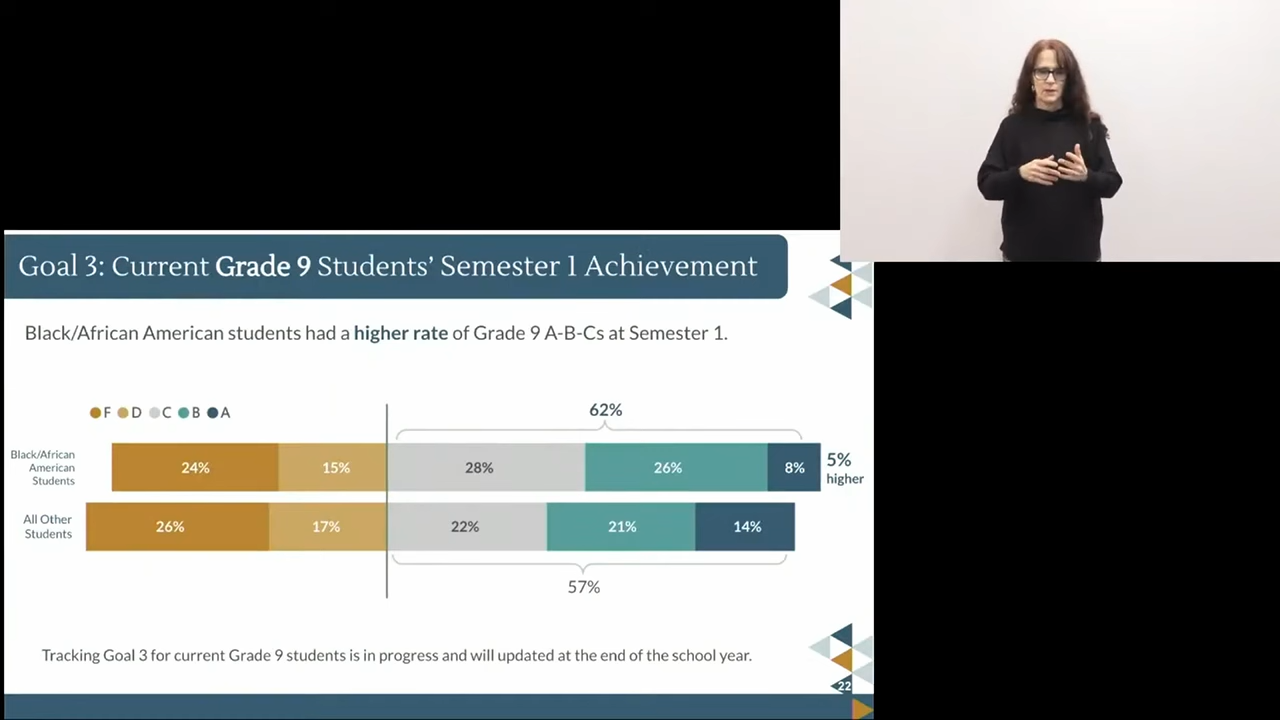 Goal 3: Current Grade 9 Students' Semester 1 Achievement
Black/African American students had a higher rate of Grade 9 A-B-Cs at Semester 1.
F D C B A
62%
Black/African
American
Students
24% 15% 28% 26% 8%
5%
higher
All Other
Students
26% 17% 22% 21% 14%
57%
Tracking Goal 3 for current Grade 9 students is in progress and will updated at the end of the school year.
22